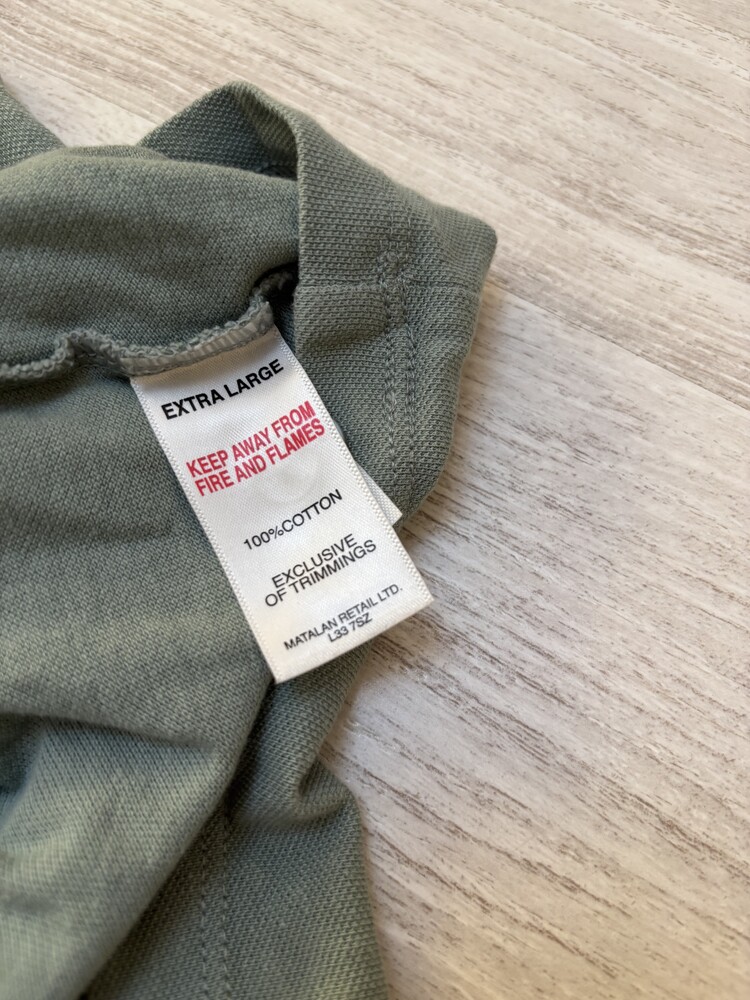 EXTRA LARGE
KEEP AWAY FROM
FIRE AND FLAMES
100%COTTON
EXCLUSIVE
OF TRIMMINGS
MATALAN RETAIL LTD.
L33 7SZ